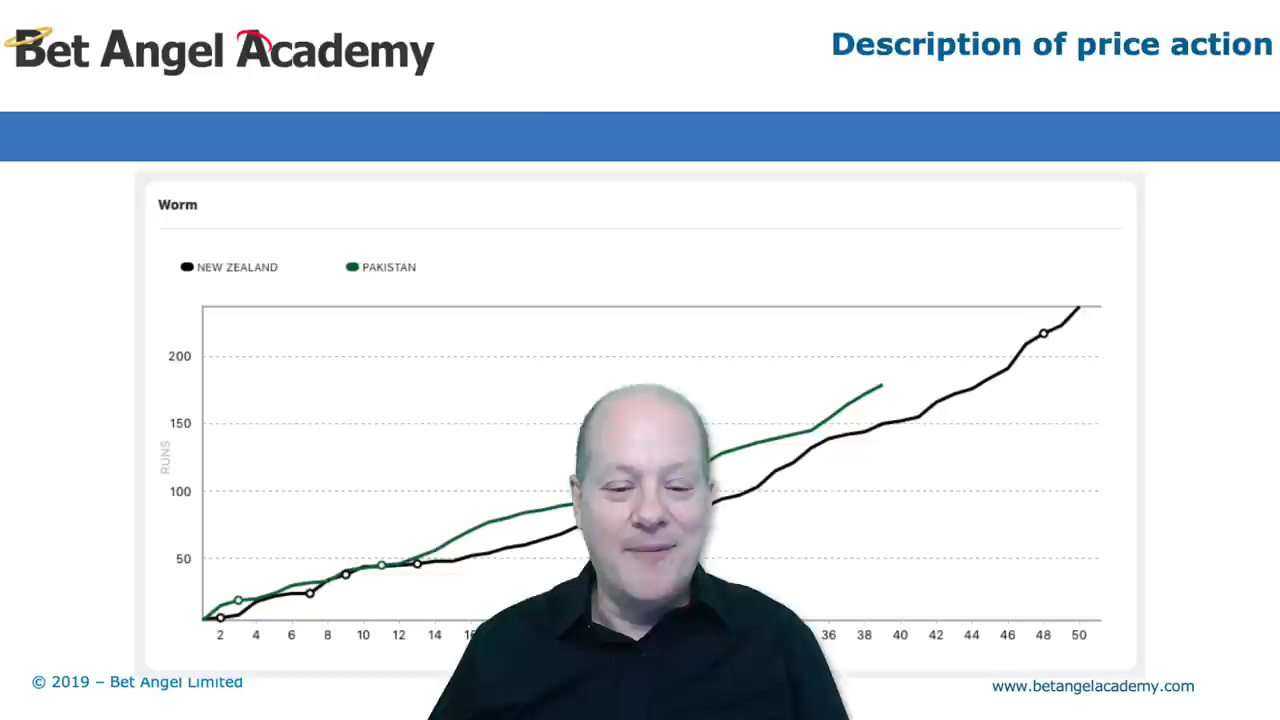 Bet Angel Academy
Description of price action
Worm
NEW ZEALAND PAKISTAN
200
150
100
50
RUNS
2 4 6 8 10 12 14 16 36 38 40 42 44 46 48 50
© 2019 – Bet Angel Limited
www.betangelacademy.com